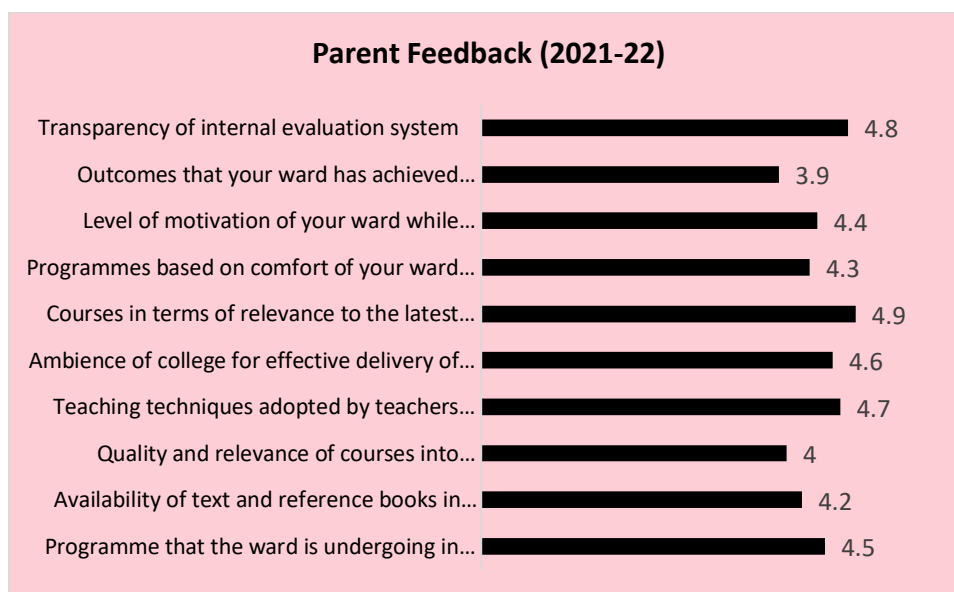 Parent Feedback (2021-22)
Transparency of internal evaluation system 4.8
Outcomes that your ward has achieved... 3.9
Level of motivation of your ward while... 4.4
Programmes based on comfort of your ward... 4.3
Courses in terms of relevance to the latest... 4.9
Ambience of college for effective delivery of... 4.6
Teaching techniques adopted by teachers... 4.7
Quality and relevance of courses into... 4
Availability of text and reference books in... 4.2
Programme that the ward is undergoing in... 4.5